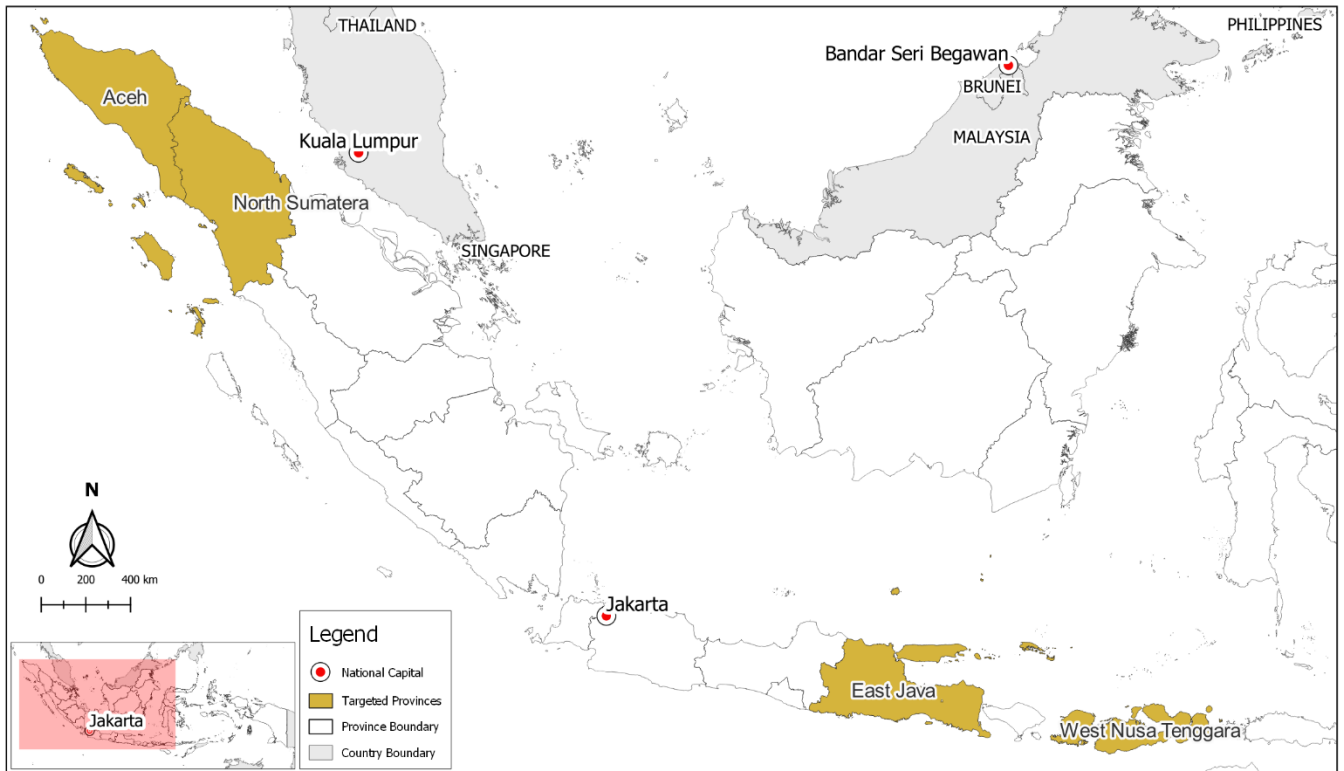 THAILAND
PHILIPPINES
Bandar Seri Begawan
BRUNEI
Aceh
MALAYSIA
Kuala Lumpur
North Sumatera
SINGAPORE
N
0 200 400 km
Jakarta
Legend
National Capital
Targeted Provinces
Province Boundary
Country Boundary
East Java
West Nusa Tenggara
Jakarta